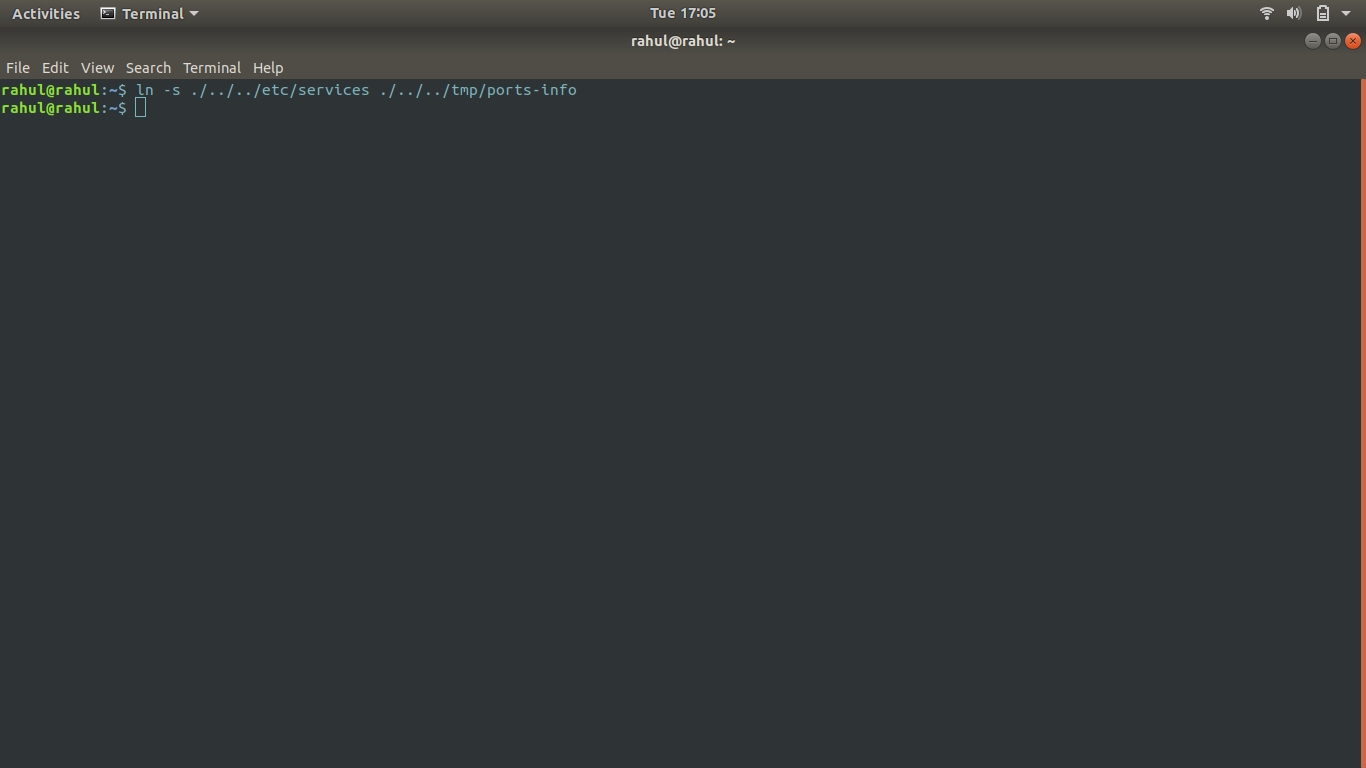 Activities Terminal Tue 17:05
rahul@rahul: ~
File Edit View Search Terminal Help
rahul@rahul:~$ ln -s ./../../etc/services ./../../tmp/ports-info
rahul@rahul:~$